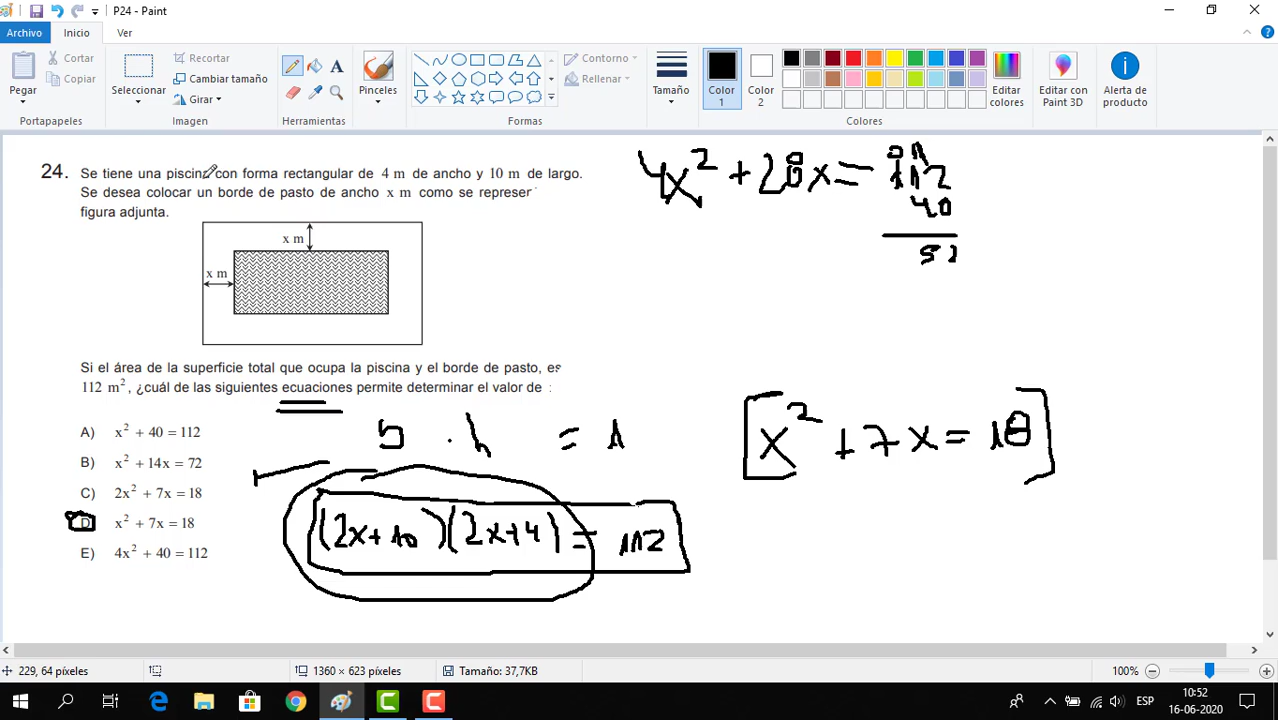 P24 - Paint
Archivo Inicio Ver
Pegar
Cortar
Copiar
Portapapeles
Seleccionar
Recortar
Cambiar tamaño
Girar
Imagen
Herramientas
Pinceles
Contorno
Rellenar
Formas
Tamaño
Color 1
Color 2
Editar colores
Colores
Editar con Paint 3D
Alerta de producto
24. Se tiene una piscina con forma rectangular de 4 m de ancho y 10 m de largo.
Se desea colocar un borde de pasto de ancho x m como se represer
figura adjunta.
x m
x m
Si el área de la superficie total que ocupa la piscina y el borde de pasto, es
112 m², ¿cuál de las siguientes ecuaciones permite determinar el valor de
A) x² + 40 = 112
B) x² + 14x = 72
C) 2x² + 7x = 18
D x² + 7x = 18
E) 4x² + 40 = 112
4x² + 28x = 112
40
x² + 7x = 18
(2x+10)(2x+4) = 112
229, 64 píxeles
1360 × 623 píxeles
Tamaño: 37,7KB
100%
ESP
10:52
16-06-2020